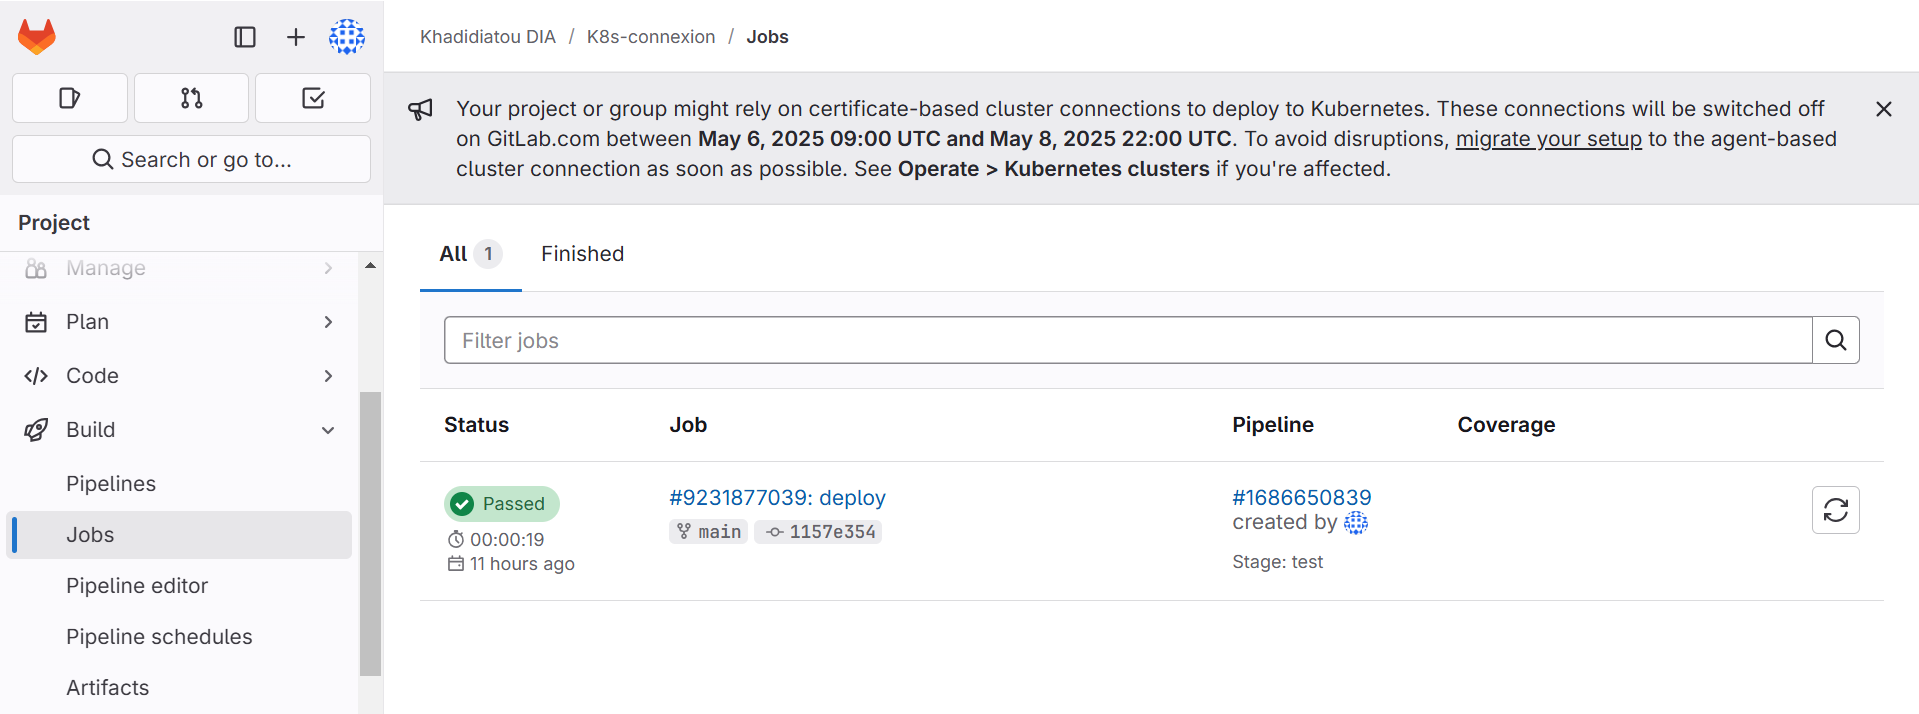 Khadidiatou DIA / K8s-connexion / Jobs
Search or go to...
Project
Manage
Plan
Code
Build
Pipelines
Jobs
Pipeline editor
Pipeline schedules
Artifacts
Your project or group might rely on certificate-based cluster connections to deploy to Kubernetes. These connections will be switched off
on GitLab.com between May 6, 2025 09:00 UTC and May 8, 2025 22:00 UTC. To avoid disruptions, migrate your setup to the agent-based
cluster connection as soon as possible. See Operate > Kubernetes clusters if you're affected.
All 1 Finished
Filter jobs
Status Job Pipeline Coverage
Passed #9231877039: deploy #1686650839
main 1157e354 created by
00:00:19
11 hours ago Stage: test